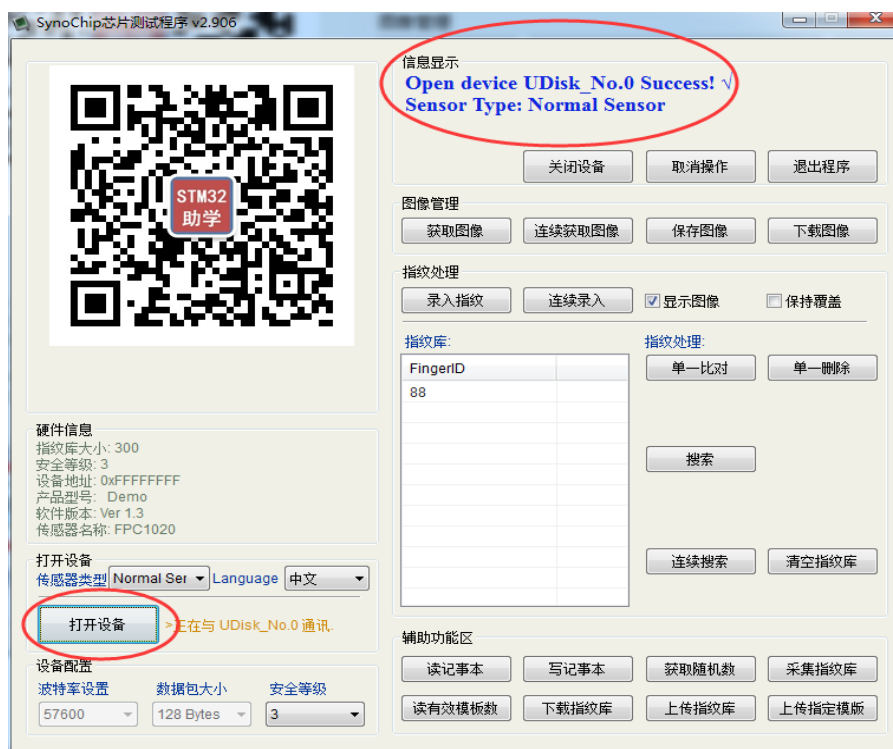 SynoChip芯片测试程序 v2.906
STM32
助学
信息显示
Open device UDisk_No.0 Success! √
Sensor Type: Normal Sensor
关闭设备 取消操作 退出程序
图像管理
获取图像 连续获取图像 保存图像 下载图像
指纹处理
录入指纹 连续录入 显示图像 保持覆盖
指纹库: 指纹处理:
FingerID
88
单一比对 单一删除
搜索
连续搜索 清空指纹库
硬件信息
指纹库大小: 300
安全等级: 3
设备地址: 0xFFFFFFFF
产品型号: Demo
软件版本: Ver 1.3
传感器名称: FPC1020
打开设备
传感器类型 Normal Ser Language 中文
打开设备 >正在与 UDisk_No.0 通讯.
设备配置
波特率设置 数据包大小 安全等级
57600 128 Bytes 3
辅助功能区
读记事本 写记事本 获取随机数 采集指纹库
读有效模板数 下载指纹库 上传指纹库 上传指定模版